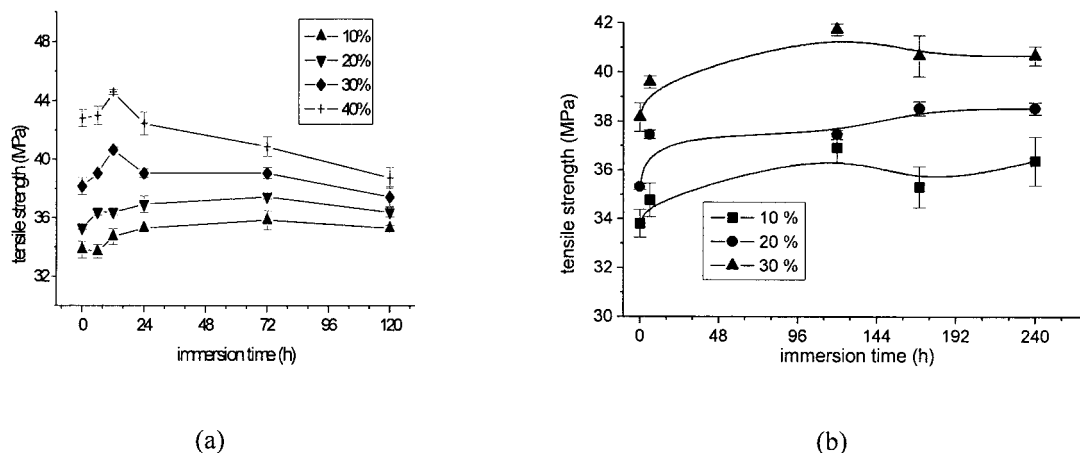 48
44
40
36
32
tensile strength (MPa)
10%
20%
30%
40%
0 24 48 72 96 120
immersion time (h)
(a)
42
40
38
36
34
32
30
tensile strength (MPa)
10 %
20 %
30 %
0 48 96 144 192 240
immersion time (h)
(b)